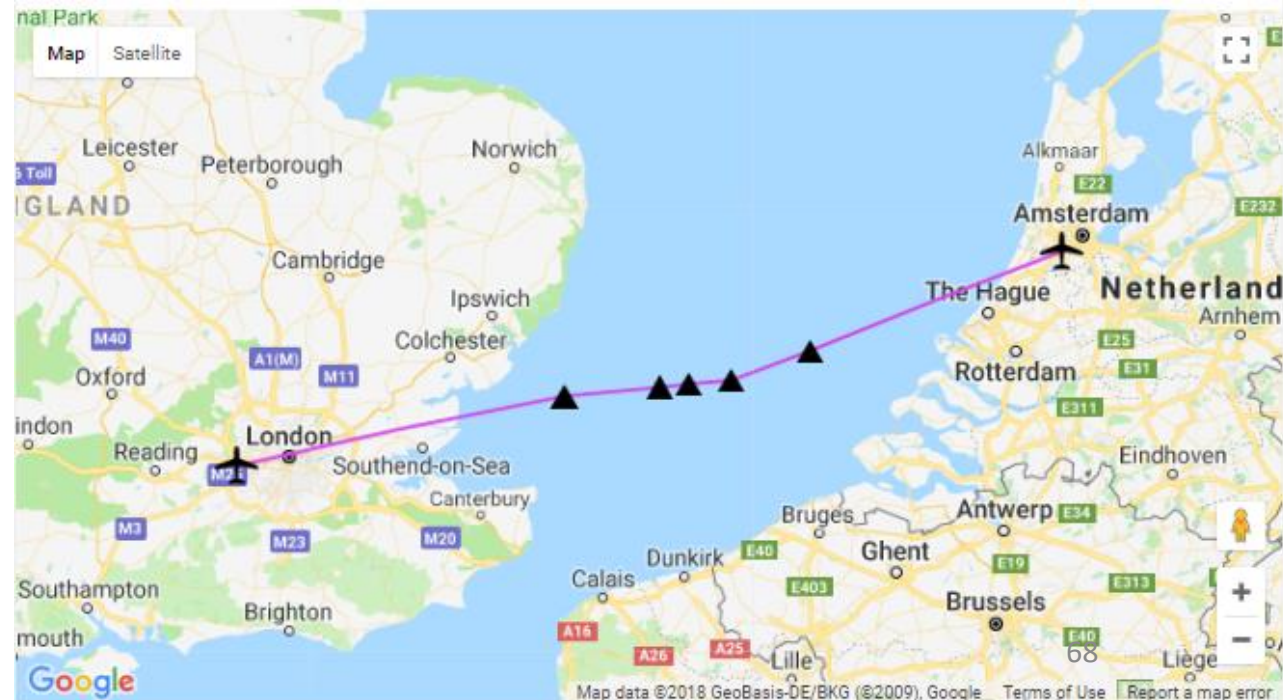 nal Park
Map Satellite
Leicester
Peterborough
Norwich
Alkmaar
6 Toll
E22
IGLAND
Amsterdam
E232
Cambridge
Ipswich
The Hague
Netherland
Arnhem
M40
A1(M)
M11
Colchester
E25
Oxford
Rotterdam
E31
E311
indon
London
Reading
Southend-on-Sea
Eindhoven
Canterbury
M3
M23
M20
Bruges
Antwerp
E34
Dunkirk
E40
Ghent
E19
Calais
E403
E313
Southampton
Brighton
Brussels
mouth
A16
A26
A25
E40
68
Lille
Liège
Google
Map data ©2018 GeoBasis-DE/BKG (©2009), Google Terms of Use Report a map error